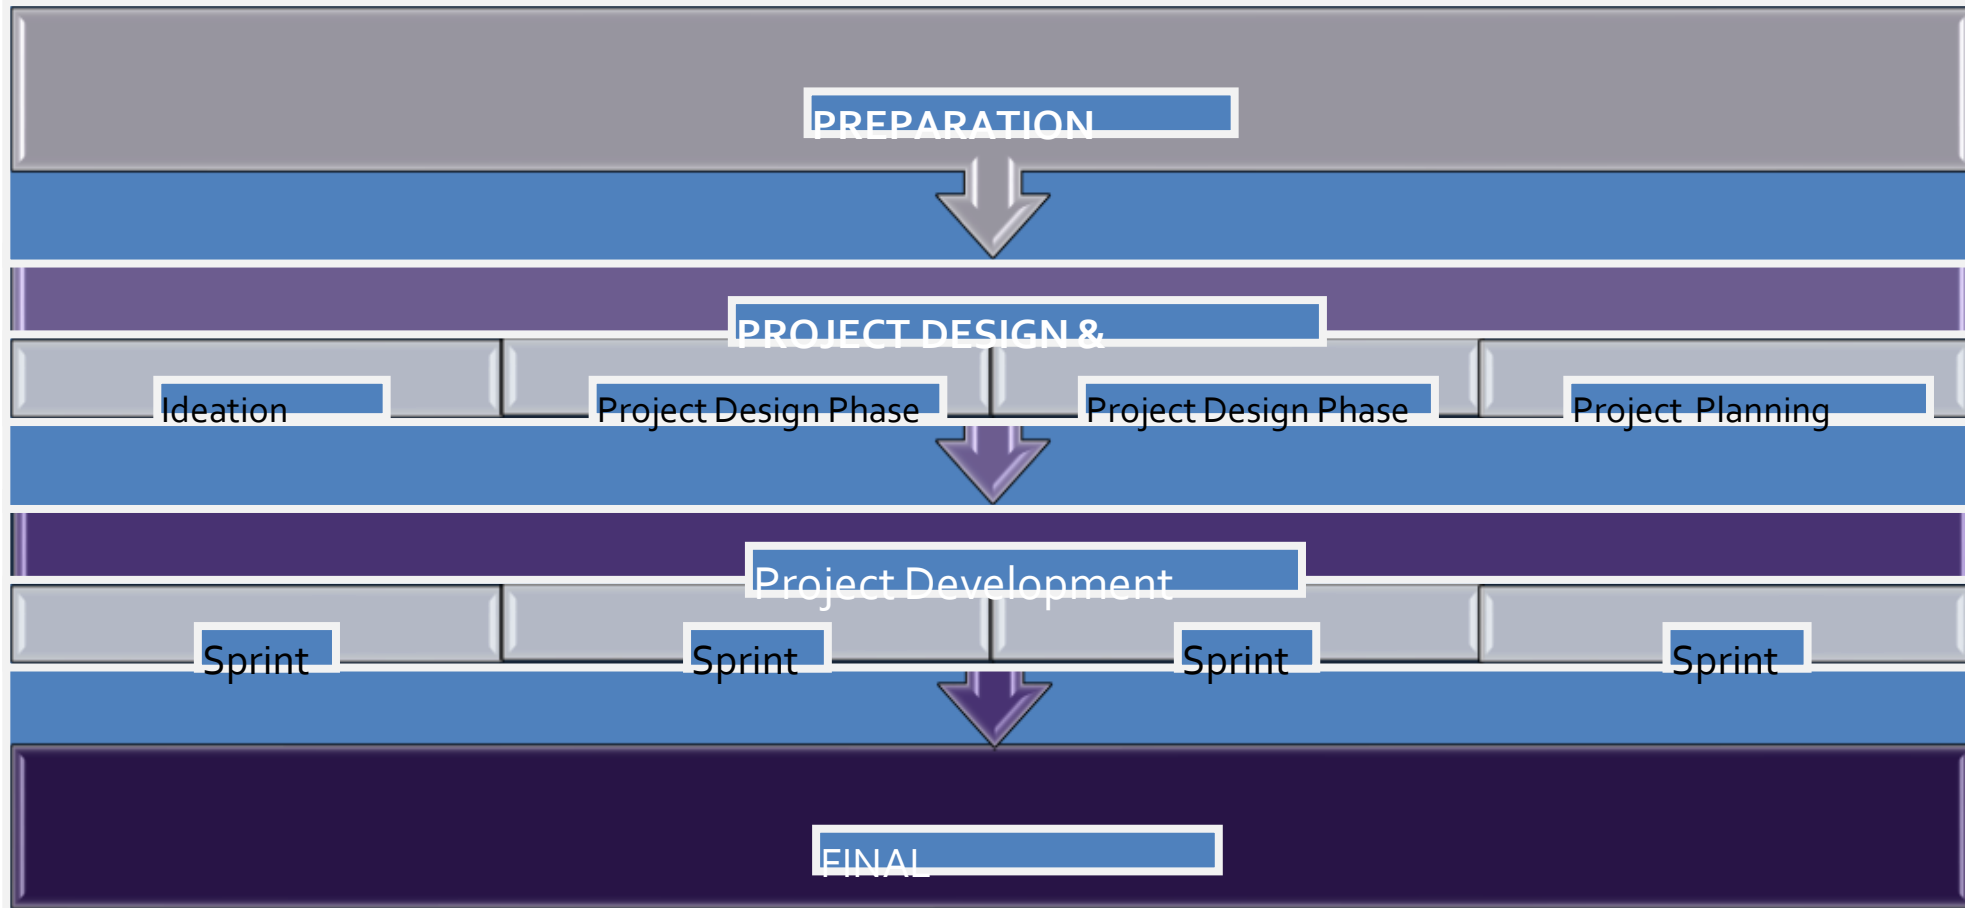 PREPARATION
PROJECT DESIGN &
Ideation
Project Design Phase
Project Design Phase
Project Planning
Project Development
Sprint
Sprint
Sprint
Sprint
FINAL